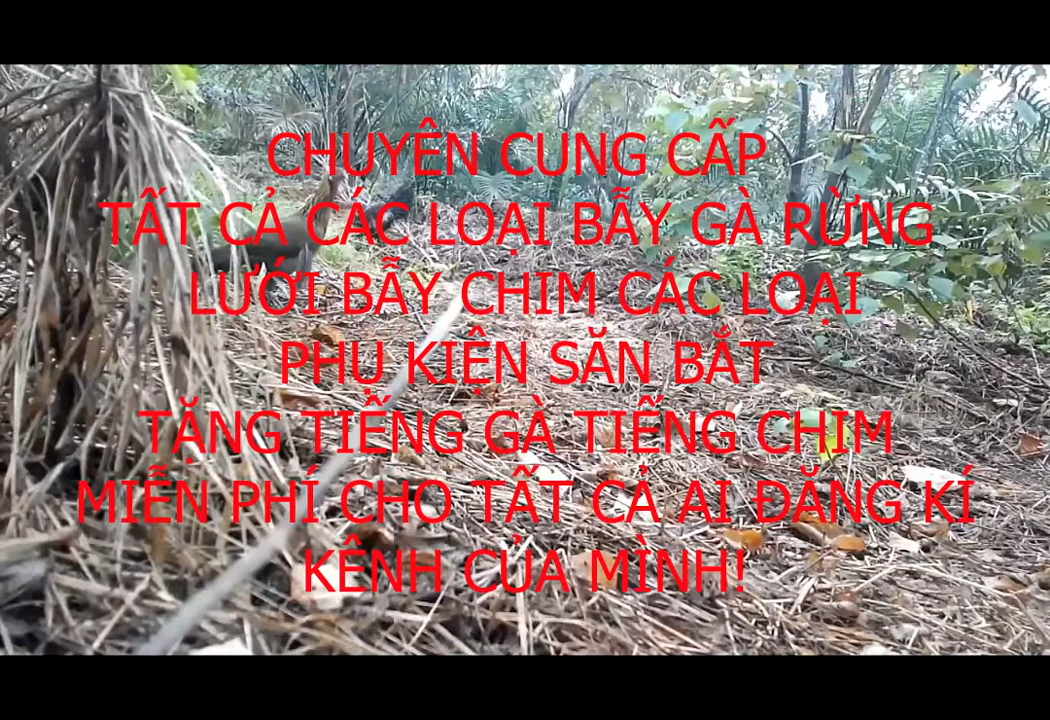 CHUYÊN CUNG CẤP
TẤT CẢ CÁC LOẠI BẪY GÀ RỪNG
LƯỚI BẪY CHIM CÁC LOẠI
PHỤ KIỆN SĂN BẮT
TẶNG TIẾNG GÀ TIẾNG CHIM
MIỄN PHÍ CHO TẤT CẢ AI ĐĂNG KÍ
KÊNH CỦA MÌNH!